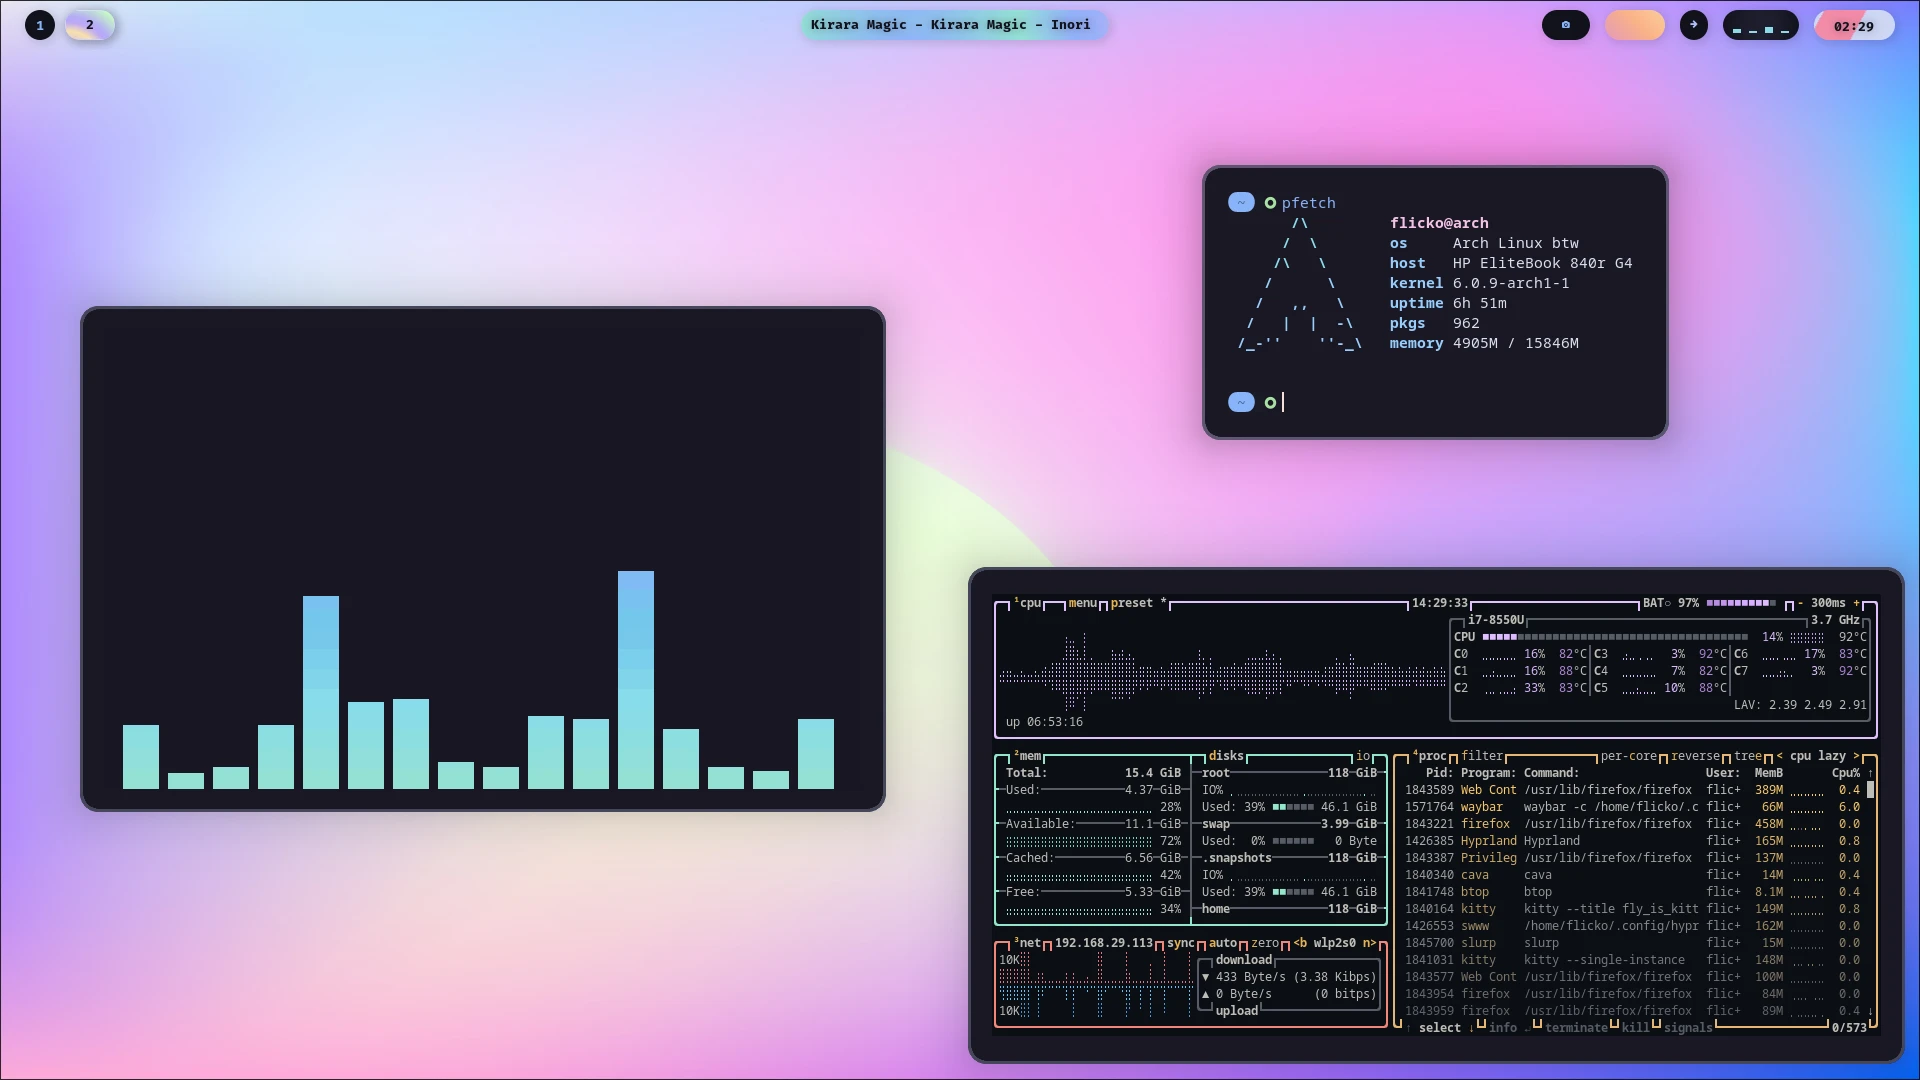 1
2
Kirara Magic - Kirara Magic - Inori
02:29
~ pfetch
flicko@arch
os Arch Linux btw
host HP EliteBook 840r G4
kernel 6.0.9-arch1-1
uptime 6h 51m
pkgs 962
memory 4905M / 15846M
~
¹cpu menu preset * 14:29:33 BAT○ 97% - 300ms +
i7-8550U 3.7 GHz
CPU 14% 92°C
C0 16% 82°C C3 3% 92°C C6 17% 83°C
C1 16% 88°C C4 7% 82°C C7 3% 92°C
C2 33% 83°C C5 10% 88°C
LAV: 2.39 2.49 2.91
up 06:53:16
²mem
Total: 15.4 GiB
Used: 4.37 GiB
28%
Available: 11.1 GiB
72%
Cached: 6.56 GiB
42%
Free: 5.33 GiB
34%
disks io
root 118 GiB
IO%
Used: 39% 46.1 GiB
swap 3.99 GiB
Used: 0% 0 Byte
.snapshots 118 GiB
IO%
Used: 39% 46.1 GiB
home 118 GiB
³net 192.168.29.113 sync auto zero <b wlp2s0 n>
10K
10K
download
▼ 433 Byte/s (3.38 Kibps)
▲ 0 Byte/s (0 bitps)
upload
⁴proc filter per-core reverse tree < cpu lazy >
Pid: Program: Command: User: MemB Cpu% ↑
1843589 Web Cont /usr/lib/firefox/firefox flic+ 389M 0.4
1571764 waybar waybar -c /home/flicko/.c flic+ 66M 6.0
1843221 firefox /usr/lib/firefox/firefox flic+ 458M 0.0
1426385 Hyprland Hyprland flic+ 165M 0.8
1843387 Privileg /usr/lib/firefox/firefox flic+ 137M 0.0
1840340 cava cava flic+ 14M 0.4
1841748 btop btop flic+ 8.1M 0.4
1840164 kitty kitty --title fly_is_kitt flic+ 149M 0.8
1426553 swww /home/flicko/.config/hypr flic+ 162M 0.0
1845700 slurp slurp flic+ 15M 0.0
1841031 kitty kitty --single-instance flic+ 148M 0.0
1843577 Web Cont /usr/lib/firefox/firefox flic+ 100M 0.0
1843954 firefox /usr/lib/firefox/firefox flic+ 84M 0.0
1843959 firefox /usr/lib/firefox/firefox flic+ 89M 0.4 ↓
↑ select ↓ info ↵ terminate kill signals 0/573